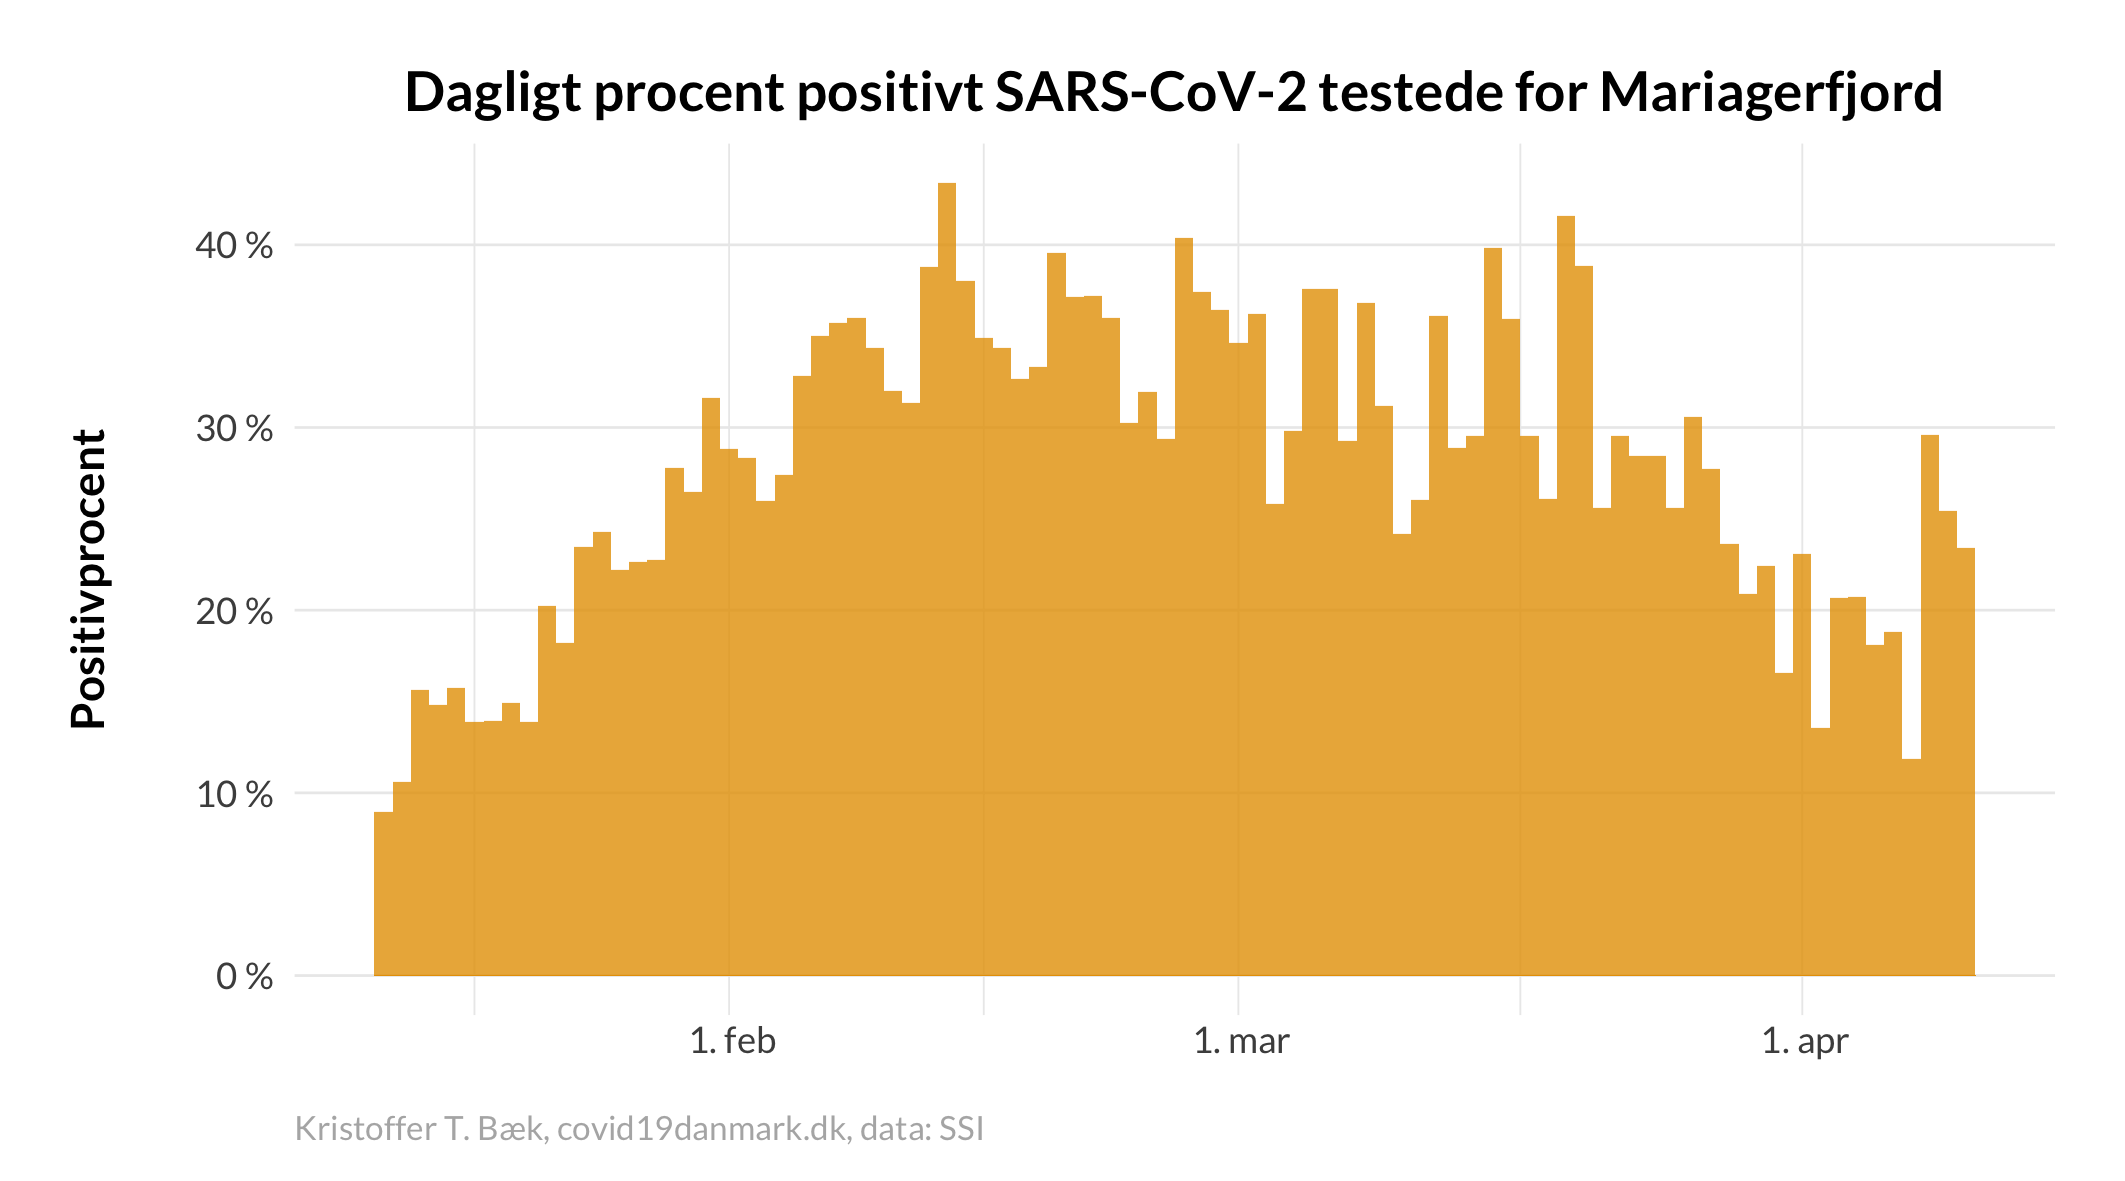 Dagligt procent positivt SARS-CoV-2 testede for Mariagerfjord
Positivprocent
40 %
30 %
20 %
10 %
0 %
1. feb
1. mar
1. apr
Kristoffer T. Bæk, covid19danmark.dk, data: SSI